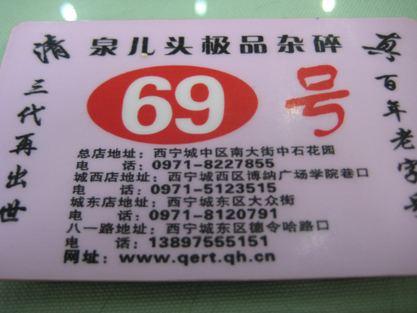 清 泉儿头极品杂碎 真
三代再出世
百年老字号
69号
总店地址：西宁城中区南大街中石花园
电 话：0971-8227855
城西店地址：西宁城西区博纳广场学院巷口
电 话：0971-5123515
城东店地址：西宁城东区大众街
电 话：0971-8120791
八一路地址：西宁城东区德令哈路口
电 话：13897555151
网址：www.qert.qh.cn